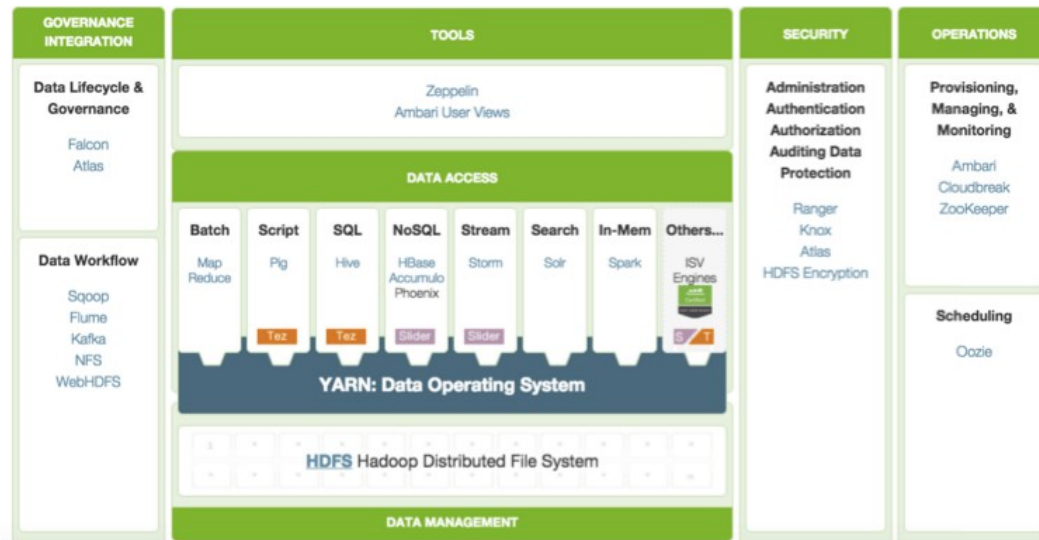 GOVERNANCE
INTEGRATION
Data Lifecycle &
Governance
Falcon
Atlas
Data Workflow
Sqoop
Flume
Kafka
NFS
WebHDFS
TOOLS
Zeppelin
Ambari User Views
DATA ACCESS
Batch
Map
Reduce
Script
Pig
Tez
SQL
Hive
Tez
NoSQL
HBase
Accumulo
Phoenix
Slider
Stream
Storm
Slider
Search
Solr
In-Mem
Spark
Others...
ISV
Engines
S T
YARN: Data Operating System
HDFS Hadoop Distributed File System
DATA MANAGEMENT
SECURITY
Administration
Authentication
Authorization
Auditing Data
Protection
Ranger
Knox
Atlas
HDFS Encryption
OPERATIONS
Provisioning,
Managing, &
Monitoring
Ambari
Cloudbreak
ZooKeeper
Scheduling
Oozie